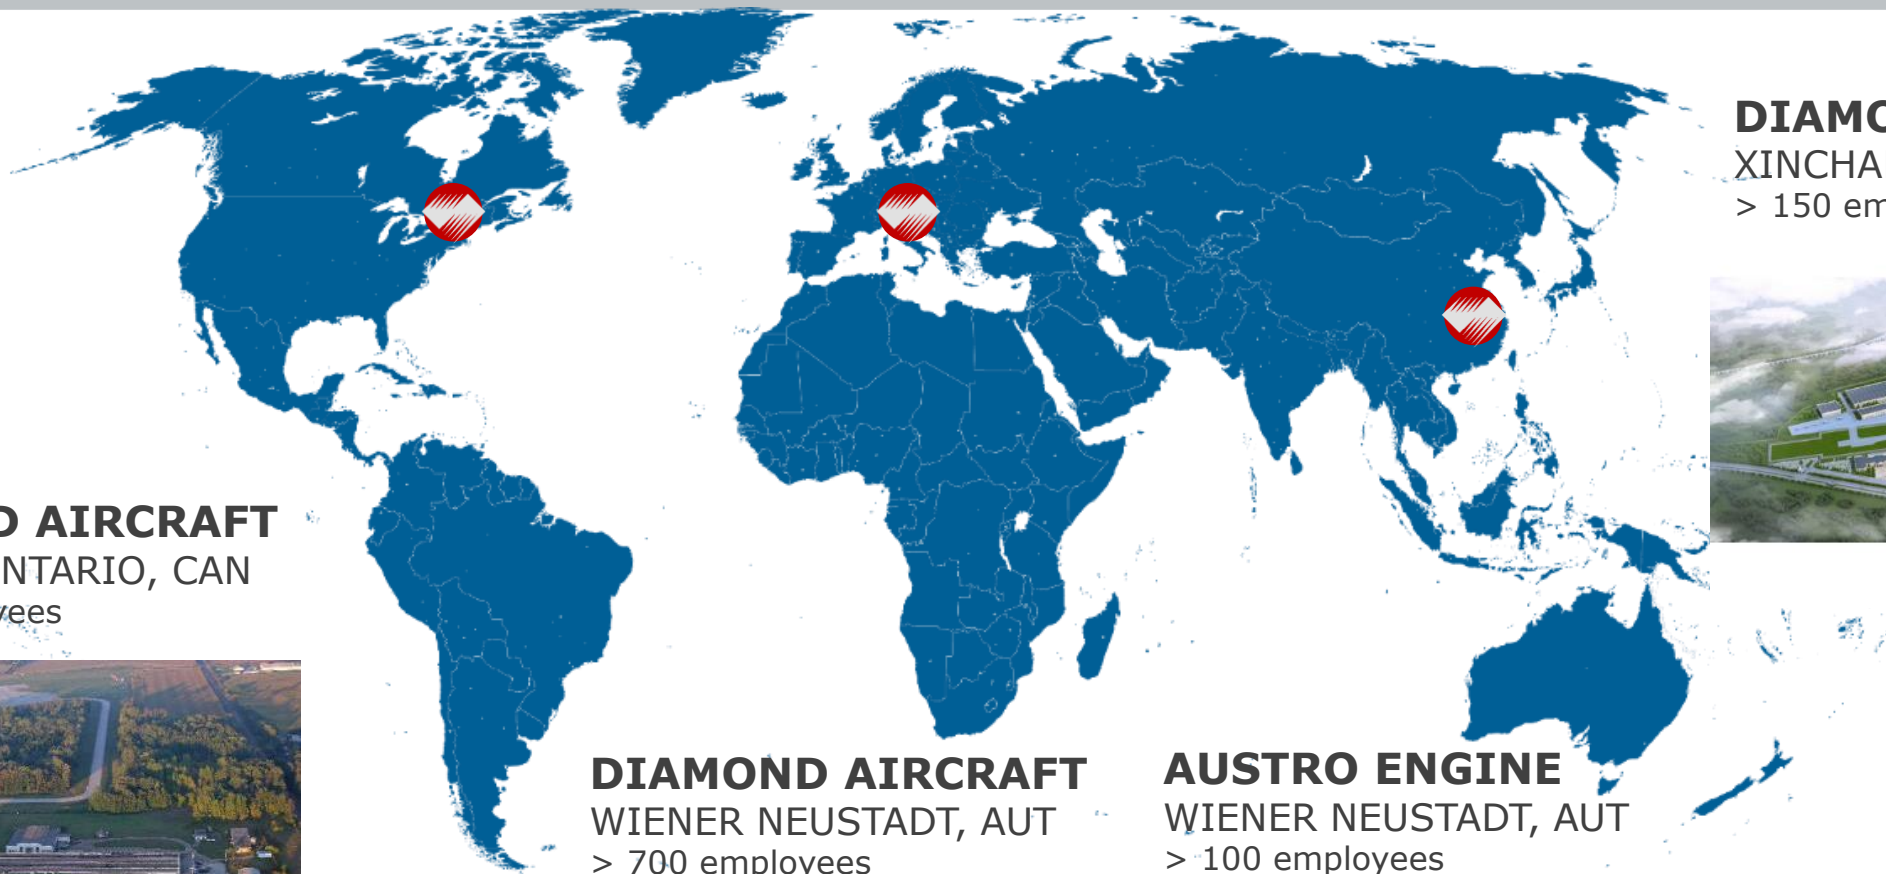 DIAMO
XINCHA
> 150 em
D AIRCRAFT
NTARIO, CAN
yees
DIAMOND AIRCRAFT
WIENER NEUSTADT, AUT
> 700 employees
AUSTRO ENGINE
WIENER NEUSTADT, AUT
> 100 employees